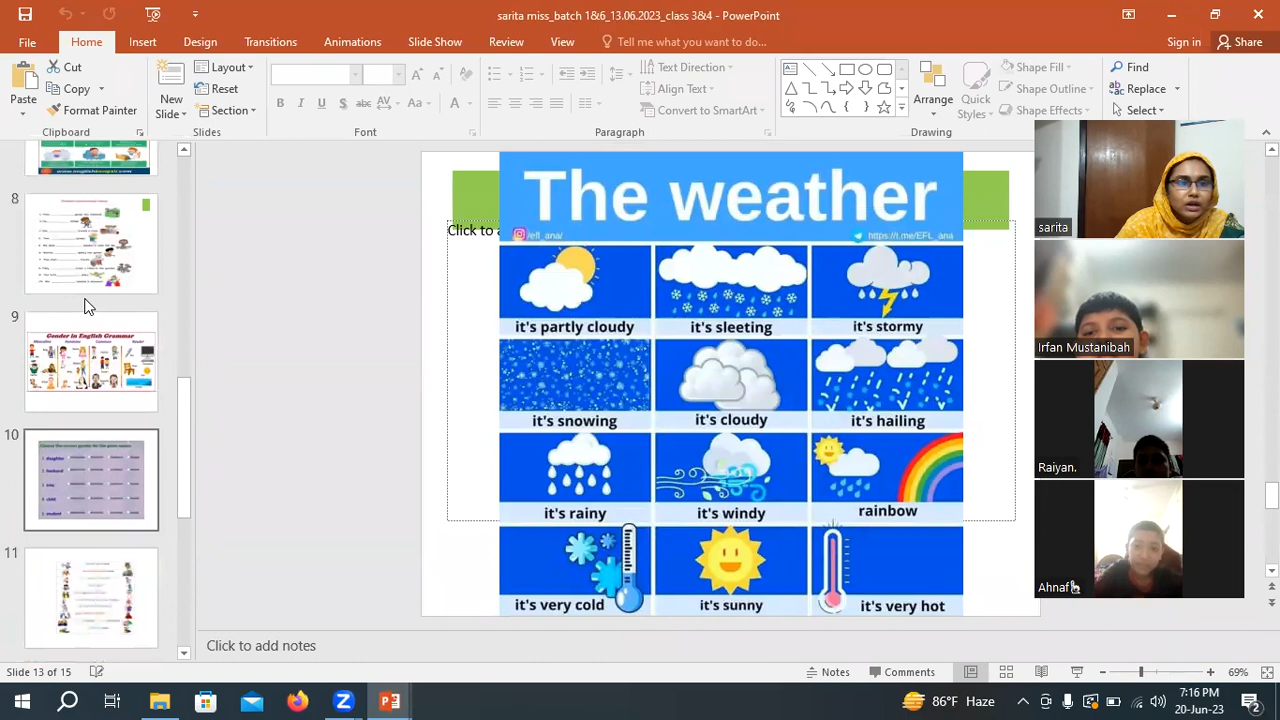 sarita miss_batch 1&6_13.06.2023_class 3&4 - PowerPoint
File Home Insert Design Transitions Animations Slide Show Review View Tell me what you want to do... Sign in Share
Paste
Cut
Copy
Format Painter
Clipboard
New Slide
Layout
Reset
Section
Slides
Font
Text Direction
Align Text
Convert to SmartArt
Paragraph
Arrange
Quick Styles
Shape Fill
Shape Outline
Shape Effects
Drawing
Find
Replace
Select
8
9
Gender in English Grammar
10
11
The weather
Click to a
/efl_ana/
https://t.me/EFL_ana
it's partly cloudy it's sleeting it's stormy
it's snowing it's cloudy it's hailing
it's rainy it's windy rainbow
it's very cold it's sunny it's very hot
sarita
Irfan Mustanibah
Raiyan.
Ahnaf
Click to add notes
Slide 13 of 15
Notes
Comments
69%
86°F Haze
7:16 PM
20-Jun-23
2